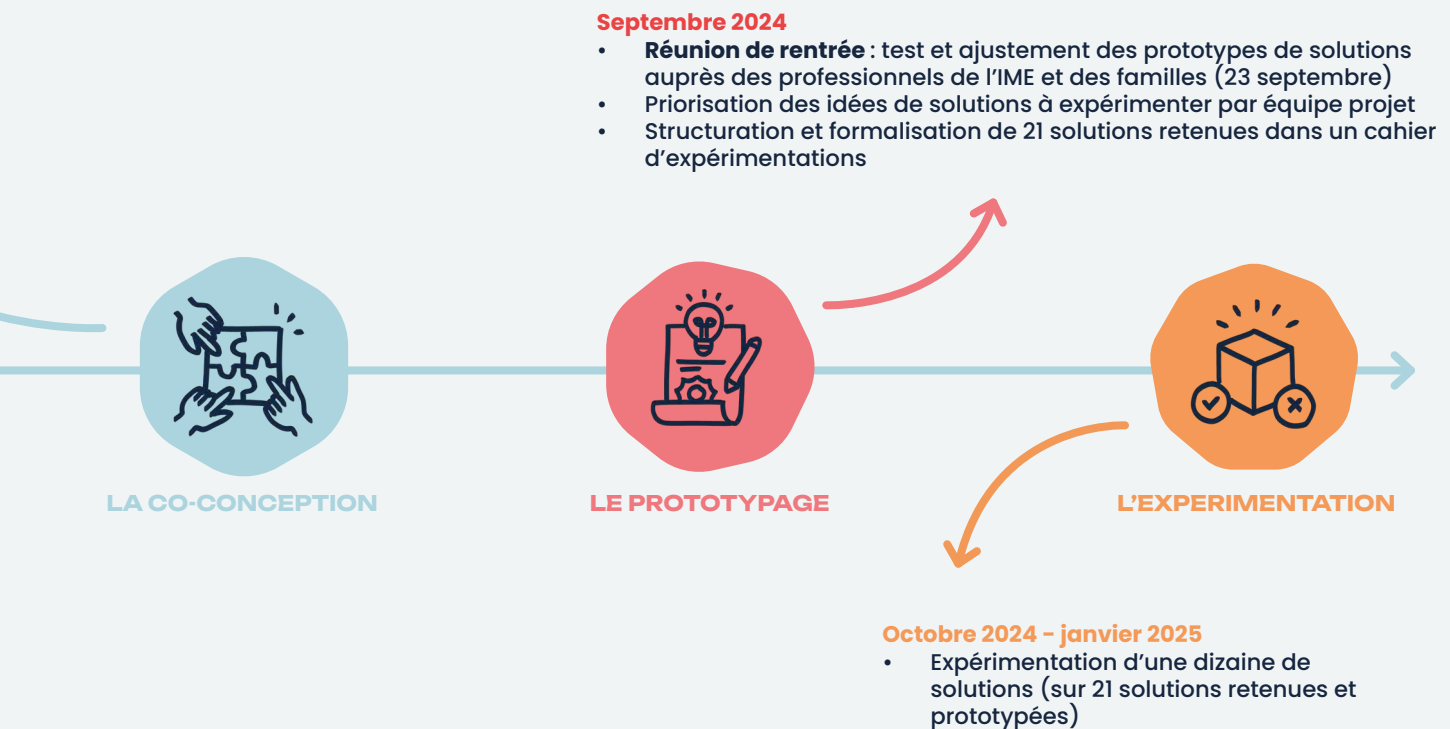 Septembre 2024
• Réunion de rentrée : test et ajustement des prototypes de solutions
auprès des professionnels de l’IME et des familles (23 septembre)
• Priorisation des idées de solutions à expérimenter par équipe projet
• Structuration et formalisation de 21 solutions retenues dans un cahier
d’expérimentations
LA CO-CONCEPTION
LE PROTOTYPAGE
L’EXPERIMENTATION
Octobre 2024 - janvier 2025
• Expérimentation d’une dizaine de
solutions (sur 21 solutions retenues et
prototypées)